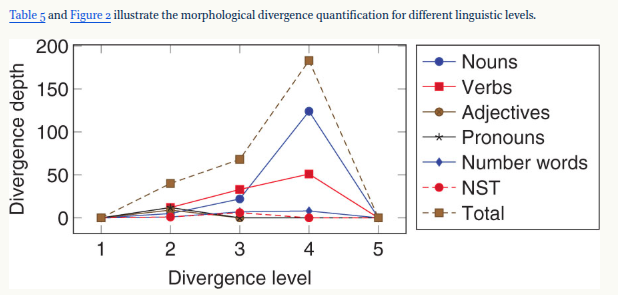 Table 5 and Figure 2 illustrate the morphological divergence quantification for different linguistic levels.
200
150
100
50
0
Divergence depth
1 2 3 4 5
Divergence level
Nouns
Verbs
Adjectives
Pronouns
Number words
NST
Total